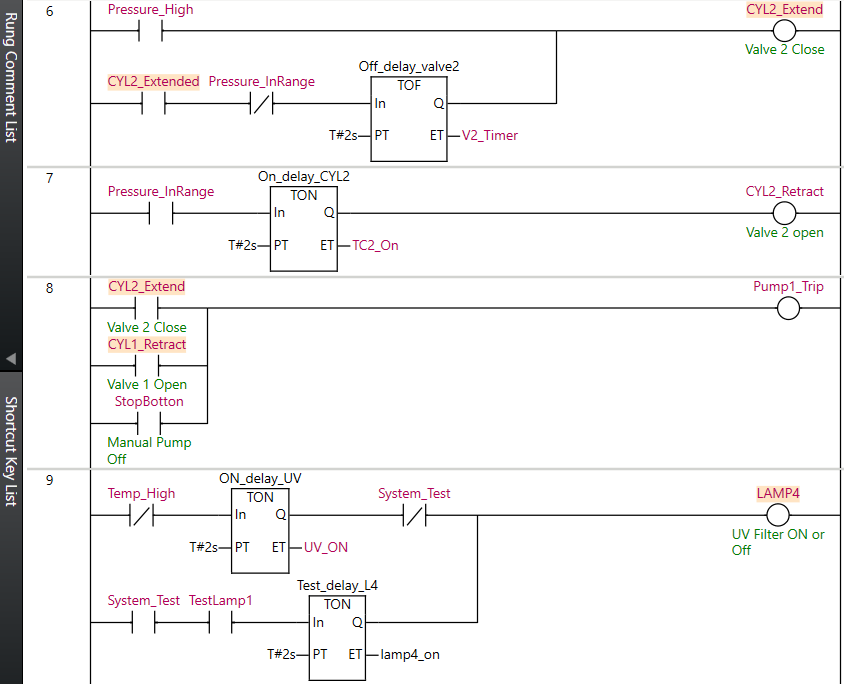 Rung Comment List
Shortcut Key List
6
Pressure_High
CYL2_Extend
Valve 2 Close
Off_delay_valve2
CYL2_Extended
Pressure_InRange
TOF
In
Q
T#2s
PT
ET
V2_Timer
7
On_delay_CYL2
Pressure_InRange
TON
CYL2_Retract
In
Q
Valve 2 open
T#2s
PT
ET
TC2_On
8
CYL2_Extend
Pump1_Trip
Valve 2 Close
CYL1_Retract
Valve 1 Open
StopBotton
Manual Pump
Off
9
ON_delay_UV
Temp_High
TON
System_Test
LAMP4
In
Q
UV Filter ON or
Off
T#2s
PT
ET
UV_ON
Test_delay_L4
System_Test
TestLamp1
TON
In
Q
T#2s
PT
ET
lamp4_on